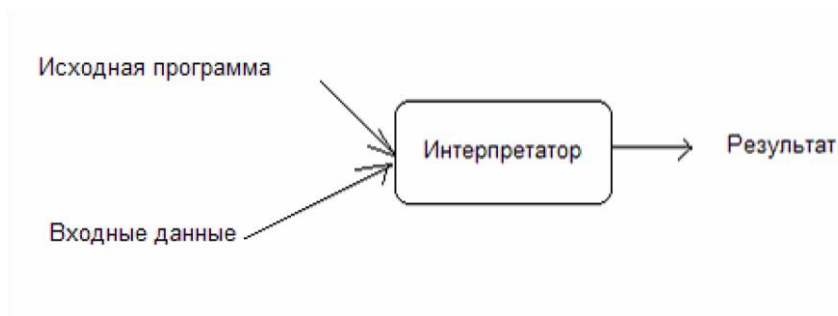 Исходная программа
Интерпретатор
Результат
Входные данные